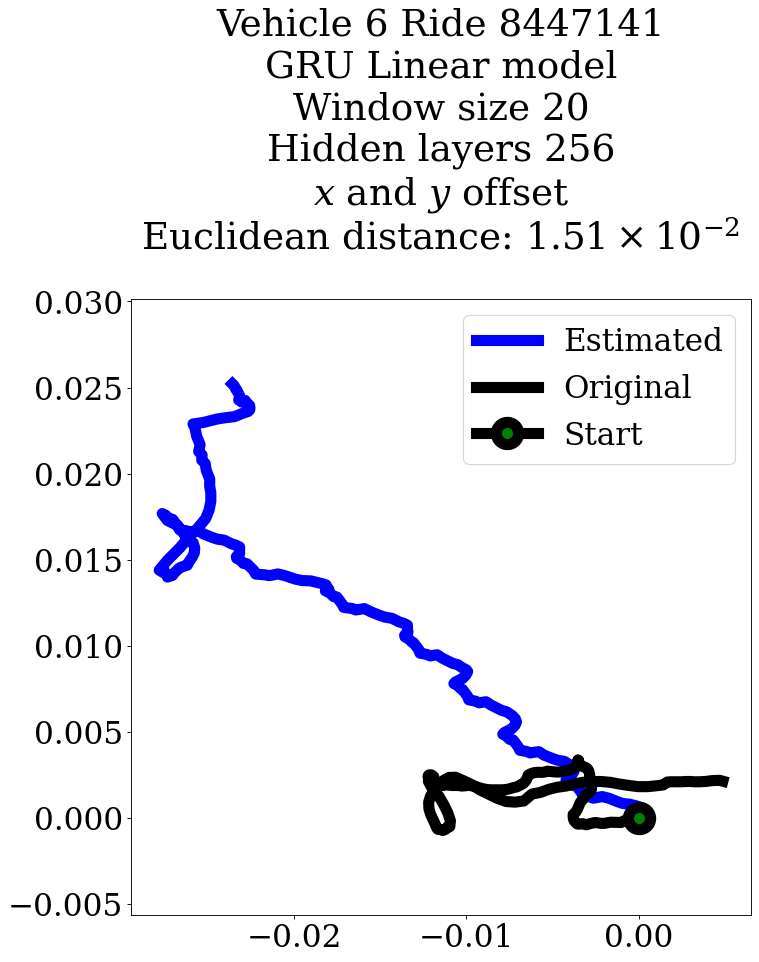 Vehicle 6 Ride 8447141
GRU Linear model
Window size 20
Hidden layers 256
x and y offset
Euclidean distance: 1.51 × 10⁻²
0.030
0.025
0.020
0.015
0.010
0.005
0.000
−0.005
Estimated
Original
Start
−0.02
−0.01
0.00